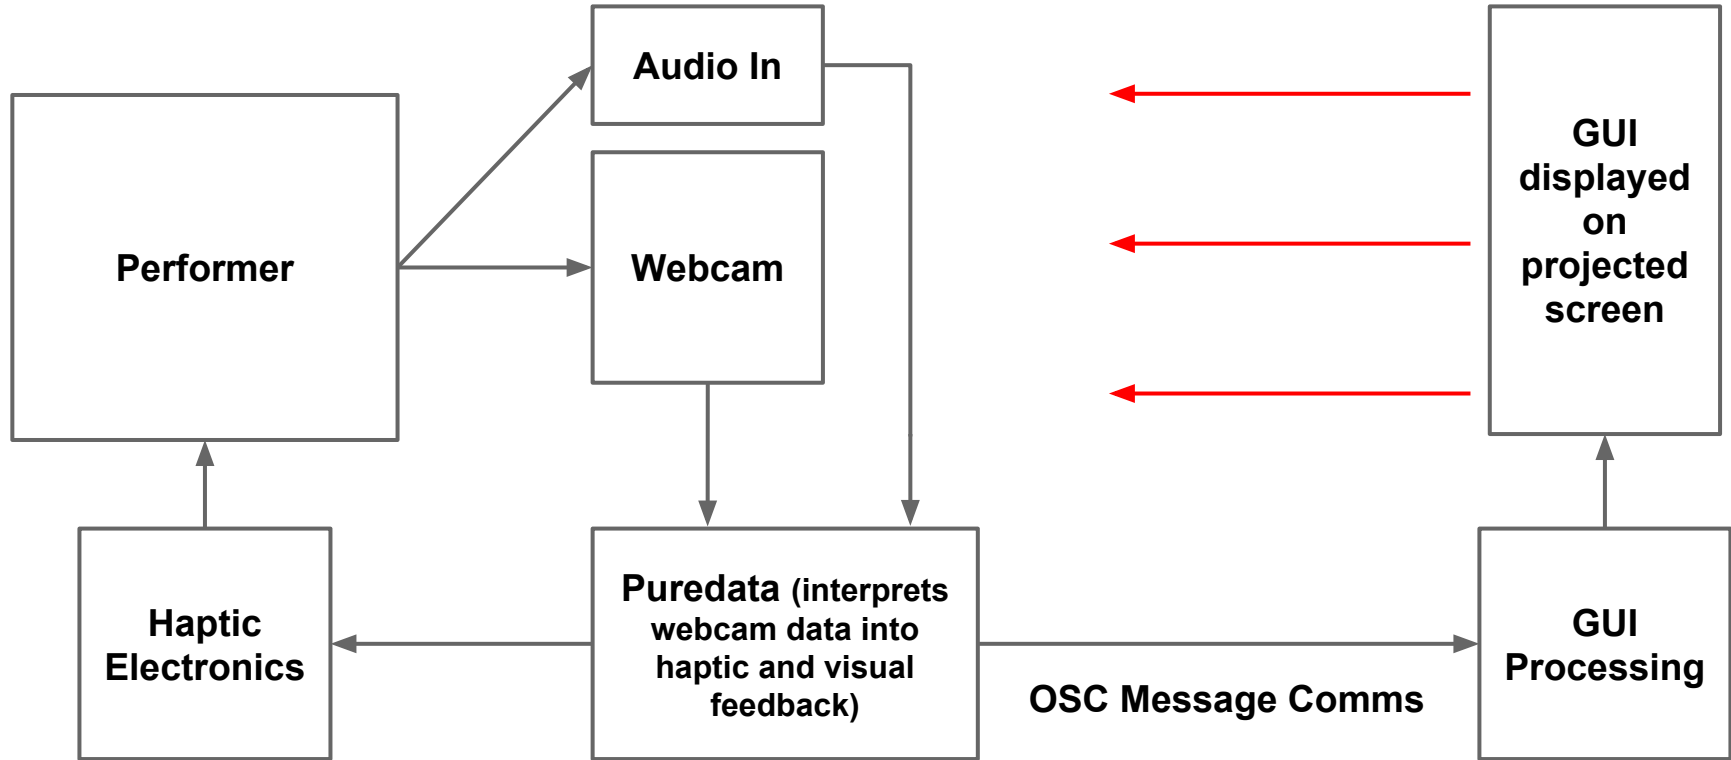 Audio In
Performer
Webcam
GUI
displayed
on
projected
screen
Haptic
Electronics
Puredata (interprets
webcam data into
haptic and visual
feedback)
OSC Message Comms
GUI
Processing